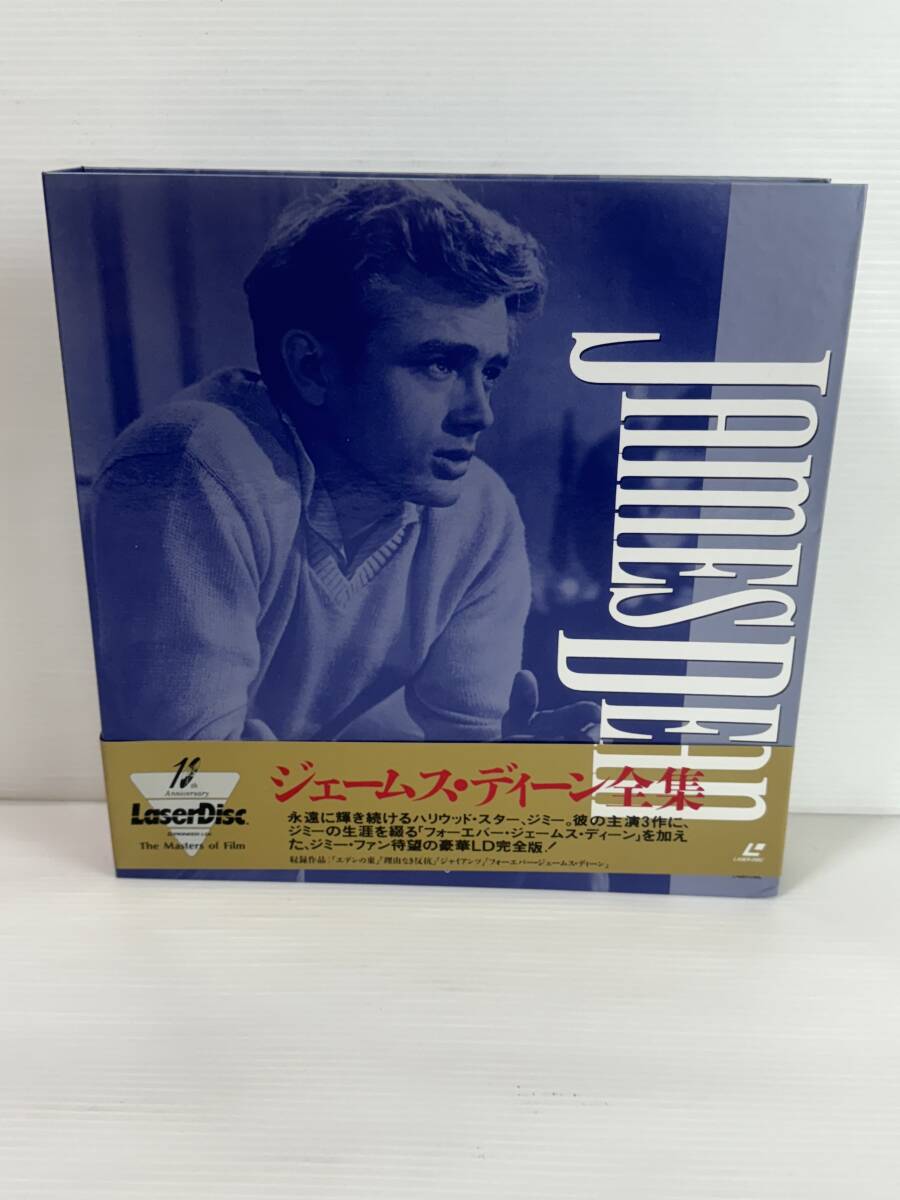 JAMES DEAN
10th
Anniversary
LaserDisc
The Masters of Film
ジェームス・ディーン全集
永遠に輝き続けるハリウッド・スター、ジミー。彼の主演3作に、
ジミーの生涯を綴る「フォーエバー・ジェームス・ディーン」を加え
た、ジミー・ファン待望の豪華LD完全版!
収録作品:「エデンの東」「理由なき反抗」「ジャイアンツ」「フォーエバー・ジェームス・ディーン」
LASER DISC